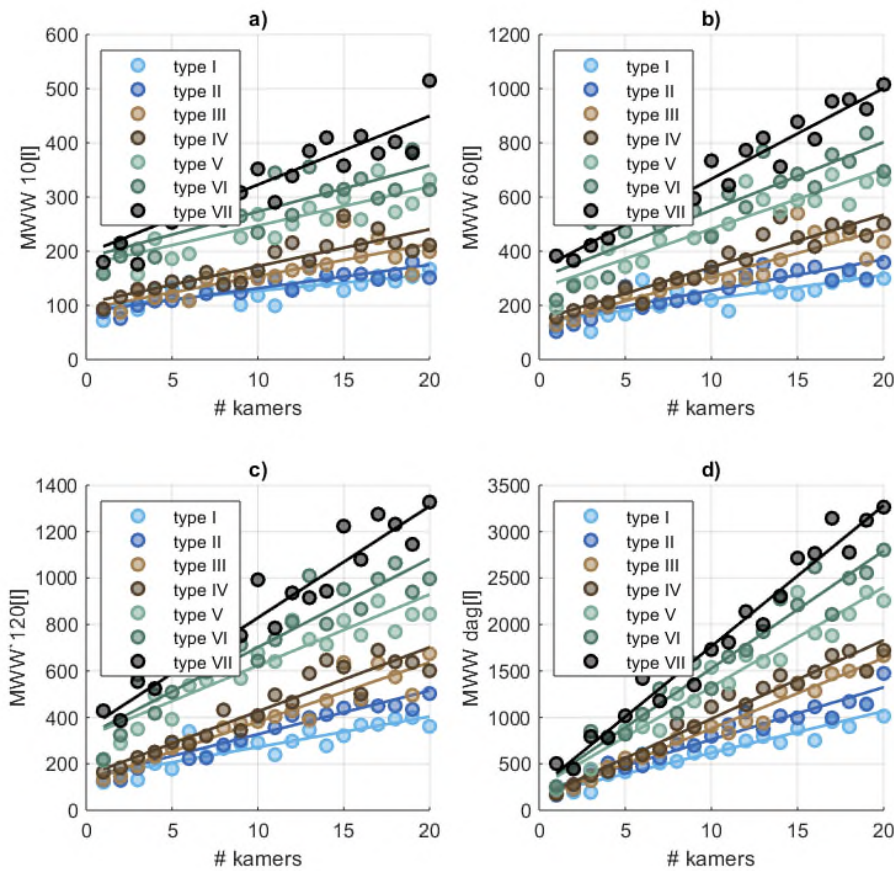 a)
600
500
400
300
200
100
0
MWW 10[l]
type I
type II
type III
type IV
type V
type VI
type VII
0 5 10 15 20
# kamers
b)
1200
1000
800
600
400
200
0
MWW 60[l]
type I
type II
type III
type IV
type V
type VI
type VII
0 5 10 15 20
# kamers
c)
1400
1200
1000
800
600
400
200
0
MWW`120[l]
type I
type II
type III
type IV
type V
type VI
type VII
0 5 10 15 20
# kamers
d)
3500
3000
2500
2000
1500
1000
500
0
MWW dag[l]
type I
type II
type III
type IV
type V
type VI
type VII
0 5 10 15 20
# kamers